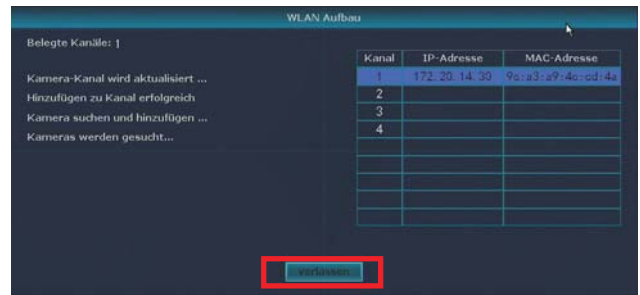 WLAN Aufbau
Belegte Kanäle: 1
Kanal IP-Adresse MAC-Adresse
1 172. 20. 14. 30 9c:a3:a9:4c:cd:4a
Kamera-Kanal wird aktualisiert ...
2
Hinzufügen zu Kanal erfolgreich
3
Kamera suchen und hinzufügen ...
4
Kameras werden gesucht...
verlassen